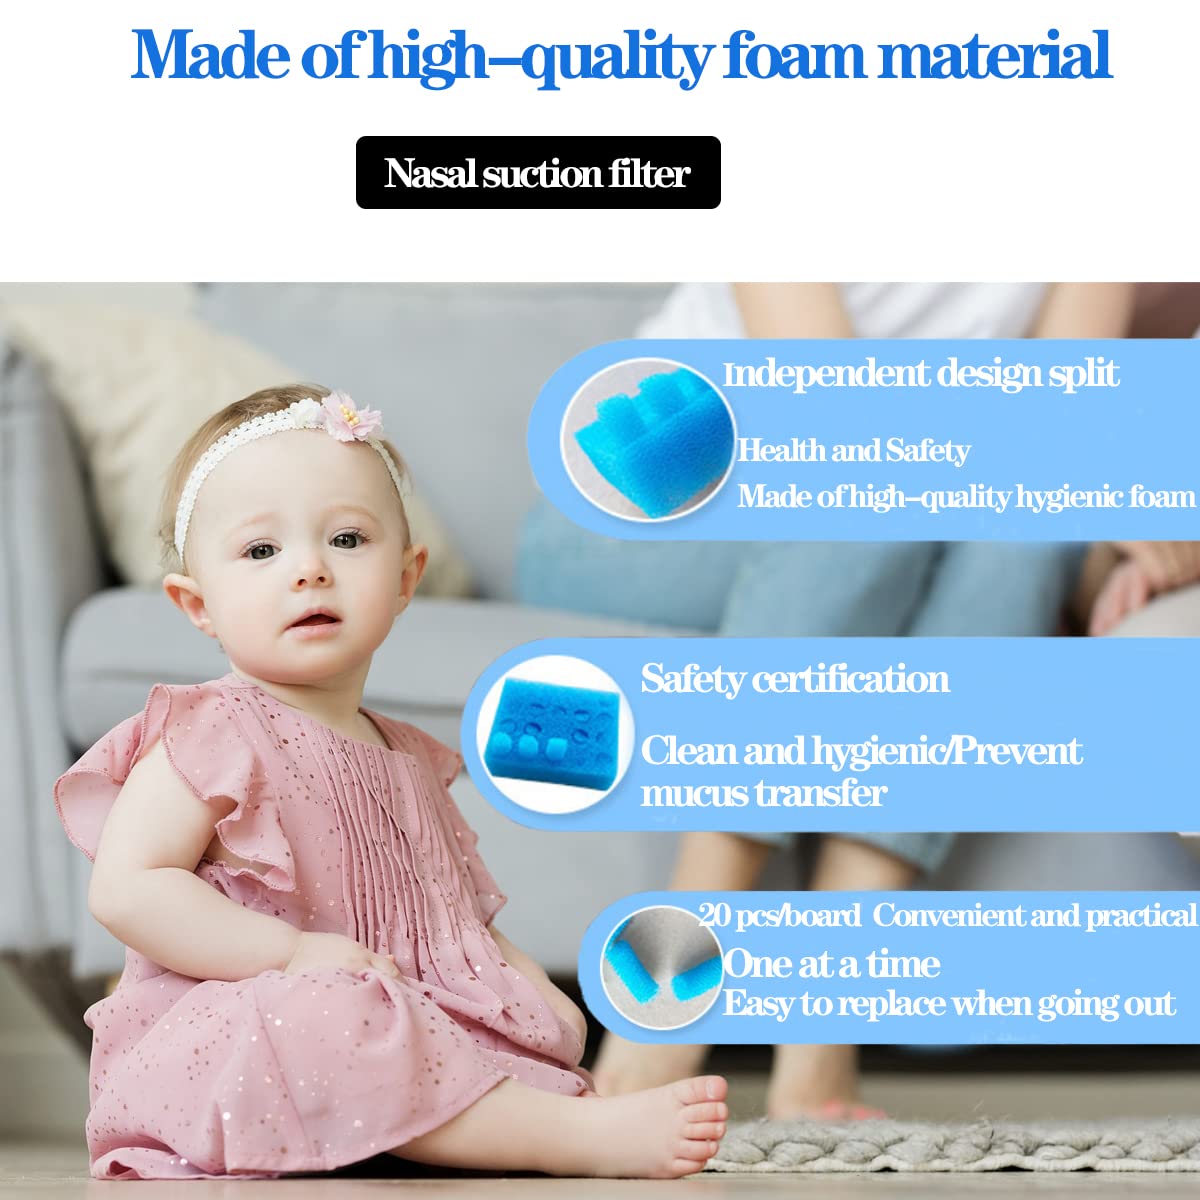 Made of high-quality foam material
Nasal suction filter
Independent design split
Health and Safety
Made of high-quality hygienic foam
Safety certification
Clean and hygienic/Prevent
mucus transfer
20 pcs/board Convenient and practical
One at a time
Easy to replace when going out